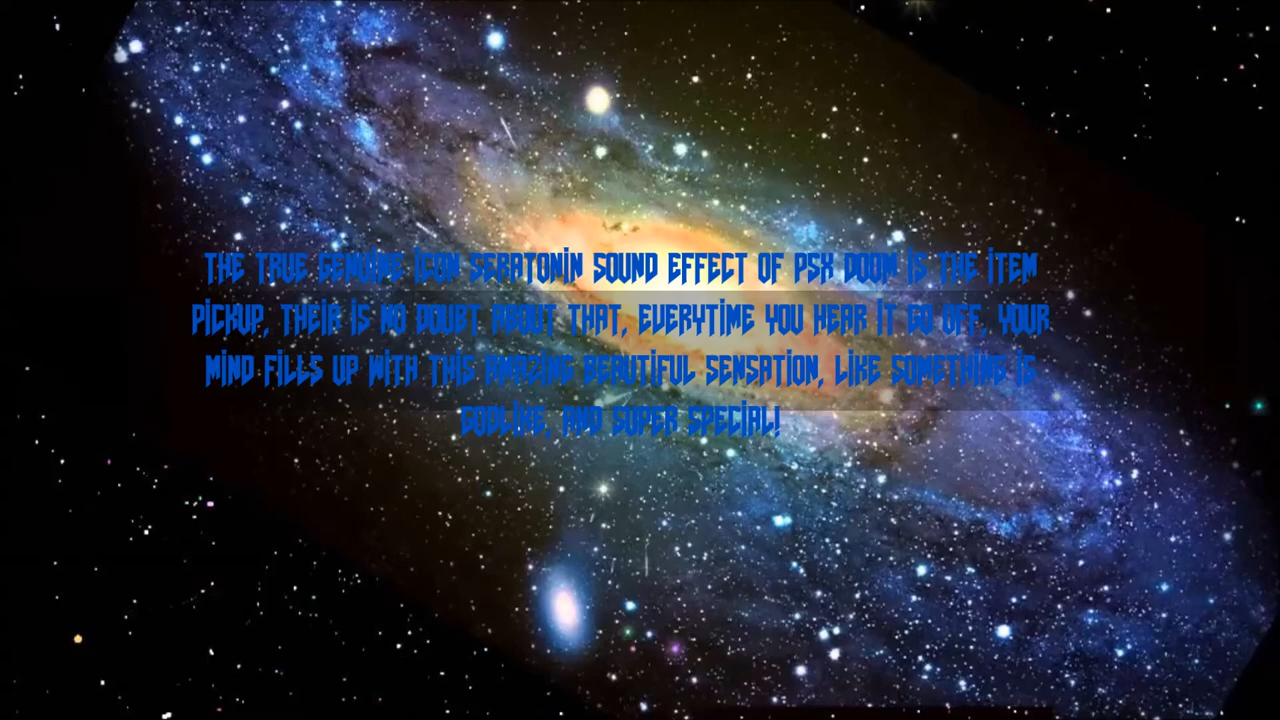 THE TRUE GENUINE ICON SERATONIN SOUND EFFECT OF PSX DOOM IS THE ITEM
PICKUP, THEIR IS NO DOUBT ABOUT THAT, EVERYTIME YOU HEAR IT GO OFF, YOUR
MIND FILLS UP WITH THIS AMAZING BEAUTIFUL SENSATION, LIKE SOMETHING IS
GODLIKE, AND SUPER SPECIAL!